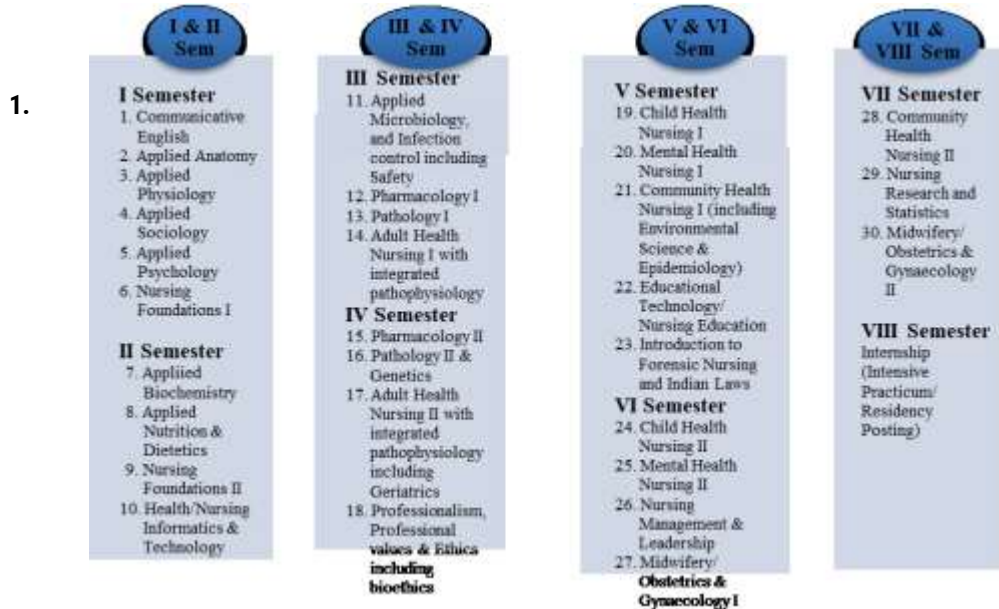 1.
I & II
Sem
I Semester
1. Communicative
English
2. Applied Anatomy
3. Applied
Physiology
4. Applied
Sociology
5. Applied
Psychology
6. Nursing
Foundations I
II Semester
7. Appliied
Biochemistry
8. Applied
Nutrition &
Dietetics
9. Nursing
Foundations II
10. Health/Nursing
Informatics &
Technology
III & IV
Sem
III Semester
11. Applied
Microbiology,
and Infection
control including
Safety
12. Pharmacology I
13. Pathology I
14. Adult Health
Nursing I with
integrated
pathophysiology
IV Semester
15. Pharmacology II
16. Pathology II &
Genetics
17. Adult Health
Nursing II with
integrated
pathophysiology
including
Geriatrics
18. Professionalism,
Professional
values & Ethics
including
bioethics
V & VI
Sem
V Semester
19. Child Health
Nursing I
20. Mental Health
Nursing I
21. Community Health
Nursing I (including
Environmental
Science &
Epidemiology)
22. Educational
Technology/
Nursing Education
23. Introduction to
Forensic Nursing
and Indian Laws
VI Semester
24. Child Health
Nursing II
25. Mental Health
Nursing II
26. Nursing
Management &
Leadership
27. Midwifery/
Obstetrics &
Gynaecology I
VII &
VIII Sem
VII Semester
28. Community
Health
Nursing II
29. Nursing
Research and
Statistics
30. Midwifery/
Obstetrics &
Gynaecology
II
VIII Semester
Internship
(Intensive
Practicum/
Residency
Posting)